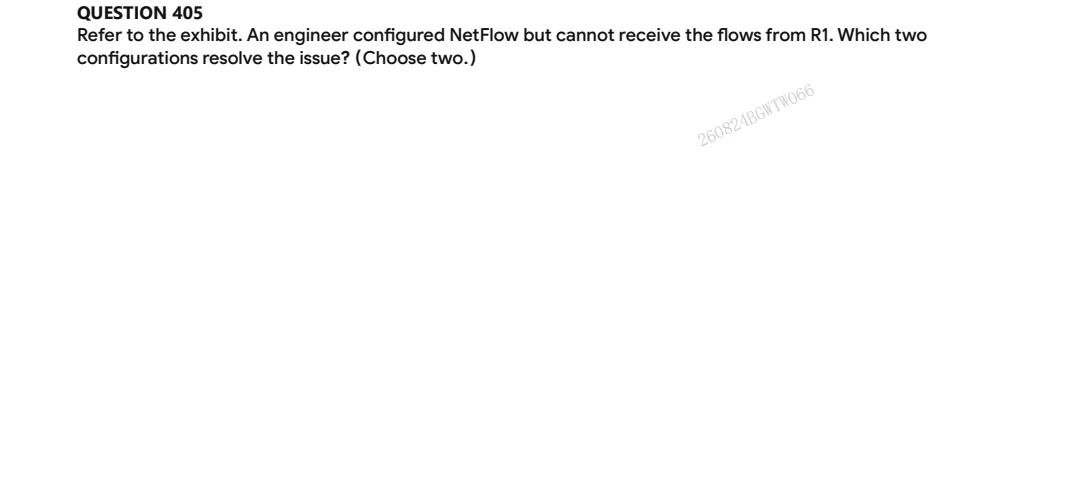 QUESTION 405
Refer to the exhibit. An engineer configured NetFlow but cannot receive the flows from R1. Which two
configurations resolve the issue? (Choose two.)
260824BGWTW066